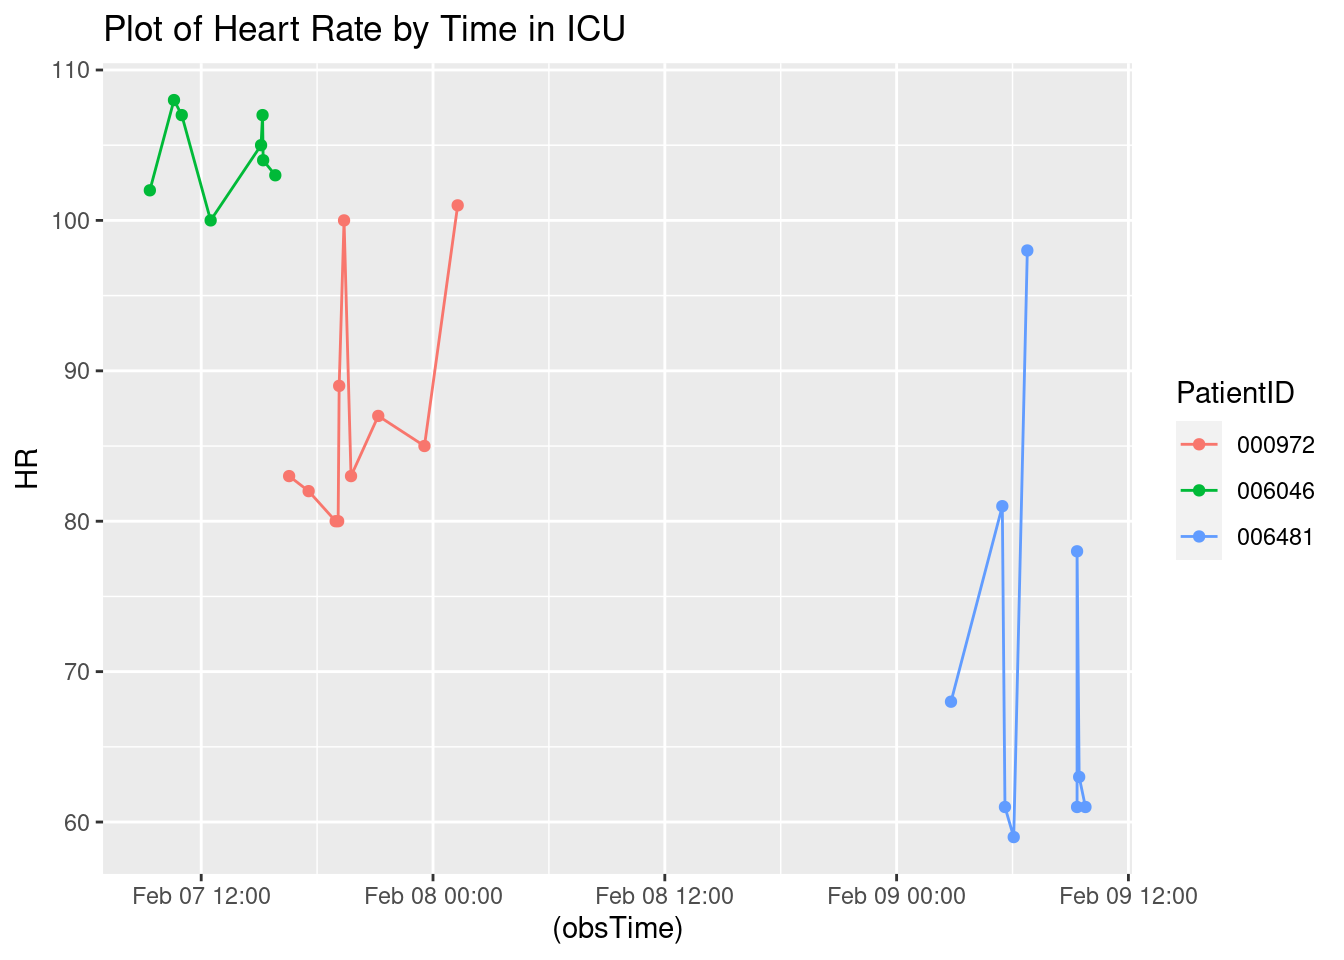 Plot of Heart Rate by Time in ICU
110
100
90
80
70
60
HR
Feb 07 12:00
Feb 08 00:00
Feb 08 12:00
Feb 09 00:00
Feb 09 12:00
(obsTime)
PatientID
000972
006046
006481